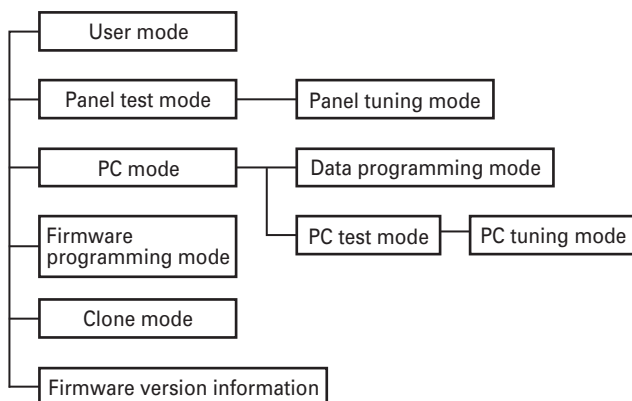 User mode
Panel test mode
Panel tuning mode
PC mode
Data programming mode
PC test mode
PC tuning mode
Firmware
programming mode
Clone mode
Firmware version information